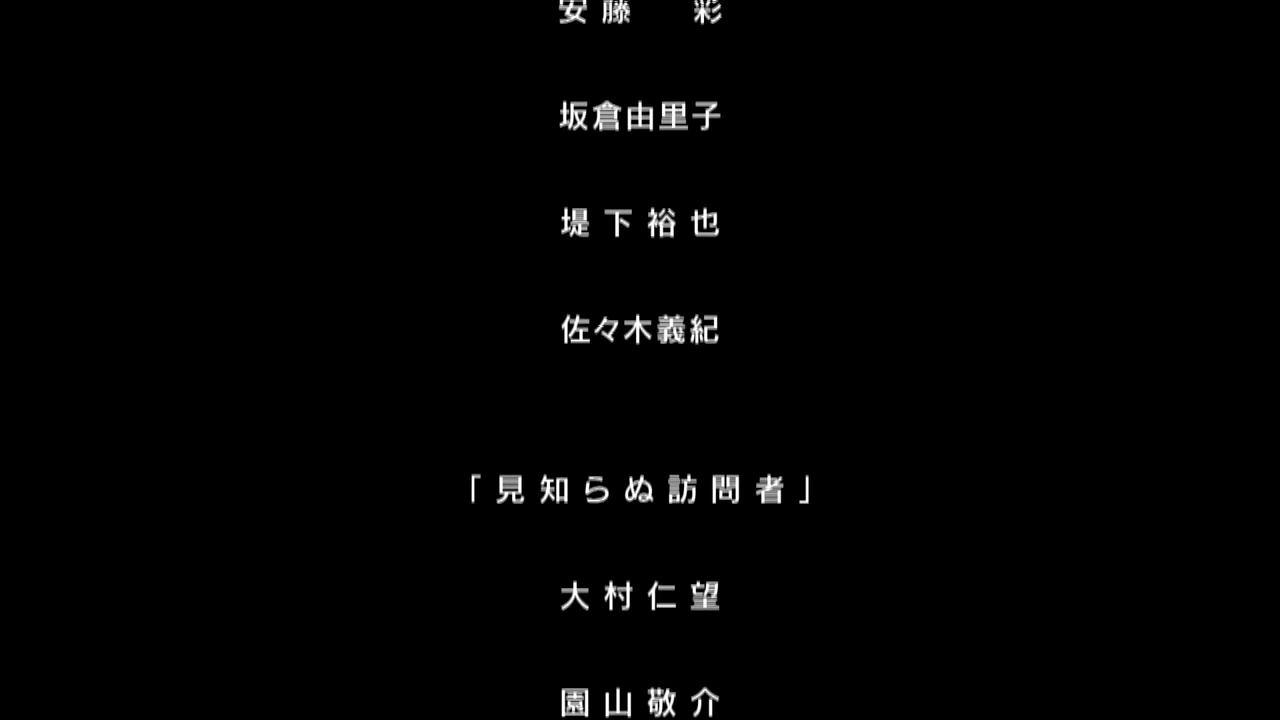 安藤　彩
坂倉由里子
堤下裕也
佐々木義紀
「見知らぬ訪問者」
大村仁望
園山敬介